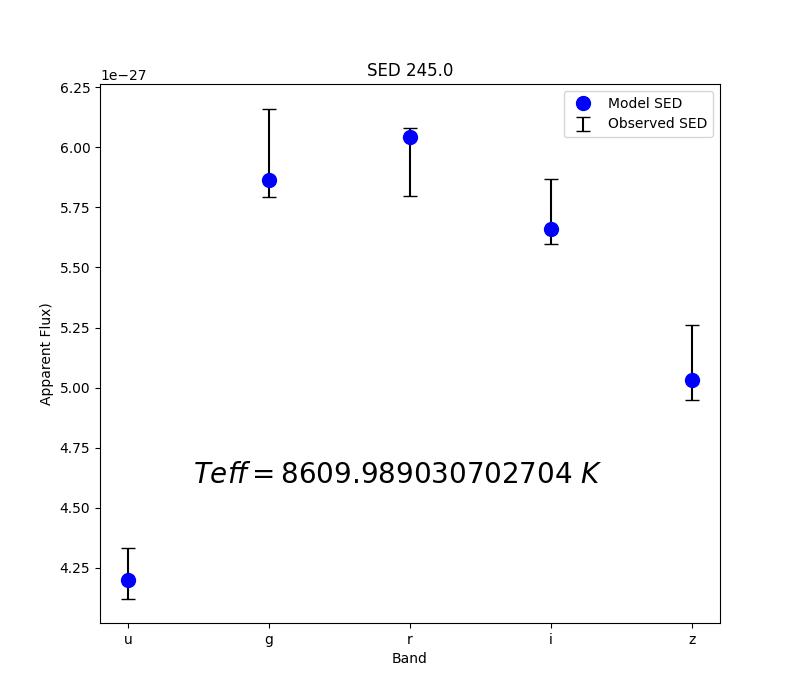 SED 245.0
1e−27
6.25
6.00
5.75
5.50
5.25
5.00
4.75
4.50
4.25
Apparent Flux)
Model SED
Observed SED
Teff = 8609.989030702704 K
u g r i z
Band